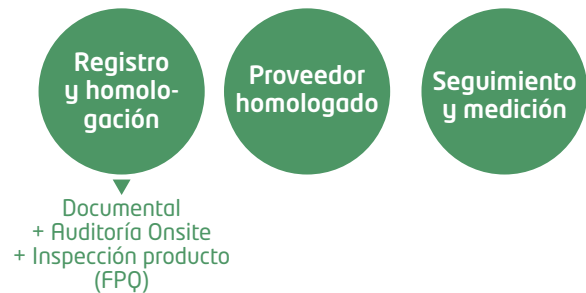 Registro
y homolo-
gación
Proveedor
homologado
Seguimiento
y medición
Documental
+ Auditoría Onsite
+ Inspección producto
(FPQ)